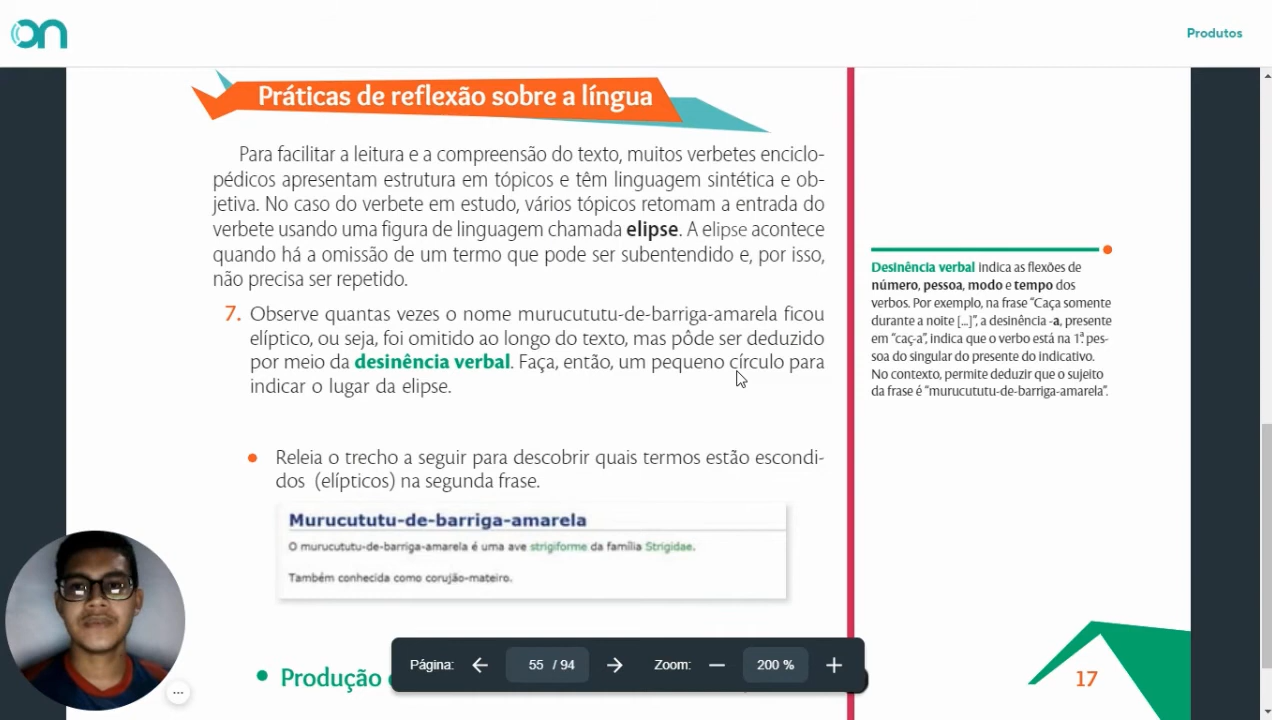 on
Produtos
Práticas de reflexão sobre a língua
Para facilitar a leitura e a compreensão do texto, muitos verbetes enciclo-
pédicos apresentam estrutura em tópicos e têm linguagem sintética e ob-
jetiva. No caso do verbete em estudo, vários tópicos retomam a entrada do
verbete usando uma figura de linguagem chamada elipse. A elipse acontece
quando há a omissão de um termo que pode ser subentendido e, por isso,
não precisa ser repetido.
7. Observe quantas vezes o nome murucututu-de-barriga-amarela ficou
elíptico, ou seja, foi omitido ao longo do texto, mas pôde ser deduzido
por meio da desinência verbal. Faça, então, um pequeno círculo para
indicar o lugar da elipse.
• Releia o trecho a seguir para descobrir quais termos estão escondi-
dos (elípticos) na segunda frase.
Murucututu-de-barriga-amarela
O murucututu-de-barriga-amarela é uma ave strigiforme da família Strigidae.
Também conhecida como corujão-mateiro.
• Produção
Desinência verbal indica as flexões de
número, pessoa, modo e tempo dos
verbos. Por exemplo, na frase “Caça somente
durante a noite [...]”, a desinência -a, presente
em “caç-a”, indica que o verbo está na 1ª. pes-
soa do singular do presente do indicativo.
No contexto, permite deduzir que o sujeito
da frase é “murucututu-de-barriga-amarela”.
17
Página: 55 / 94 Zoom: 200 %